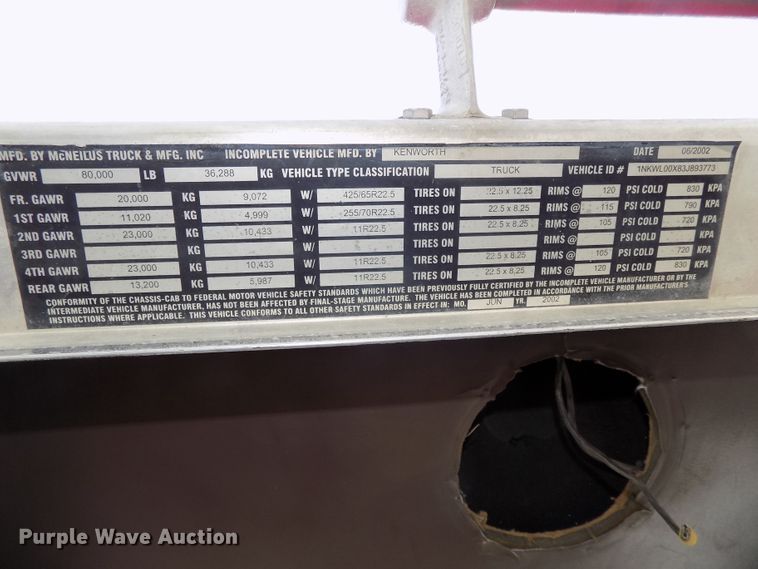 MFD. BY McNEILUS TRUCK & MFG. INC INCOMPLETE VEHICLE MFD. BY KENWORTH DATE 06/2002
GVWR 80,000 LB 36,288 KG VEHICLE TYPE CLASSIFICATION TRUCK VEHICLE ID # 1NKWL00X83J893773
FR. GAWR 20,000 KG 9,072 W/ 425/65R22.5 TIRES ON 22.5 x 12.25 RIMS @ 120 PSI COLD 830 KPA
1ST GAWR 11,020 KG 4,999 W/ 255/70R22.5 TIRES ON 22.5 x 8.25 RIMS @ 115 PSI COLD 790 KPA
2ND GAWR 23,000 KG 10,433 W/ 11R22.5 TIRES ON 22.5 x 8.25 RIMS @ 105 PSI COLD 720 KPA
3RD GAWR KG W/ TIRES ON RIMS @ PSI COLD KPA
4TH GAWR 23,000 KG 10,433 W/ 11R22.5 TIRES ON 22.5 x 8.25 RIMS @ 105 PSI COLD 720 KPA
REAR GAWR 13,200 KG 5,987 W/ 11R22.5 TIRES ON 22.5 x 8.25 RIMS @ 120 PSI COLD 830 KPA
CONFORMITY OF THE CHASSIS-CAB TO FEDERAL MOTOR VEHICLE SAFETY STANDARDS WHICH HAVE BEEN PREVIOUSLY FULLY CERTIFIED BY THE INCOMPLETE VEHICLE MANUFACTURER OR BY THE
INTERMEDIATE VEHICLE MANUFACTURER, HAS NOT BEEN AFFECTED BY FINAL-STAGE MANUFACTURE. THE VEHICLE HAS BEEN COMPLETED IN ACCORDANCE WITH THE PRIOR MANUFACTURER'S
INSTRUCTIONS WHERE APPLICABLE. THIS VEHICLE CONFORMS TO ALL OTHER SAFETY STANDARDS IN EFFECT IN: MO. JUN YR. 2002
Purple Wave Auction